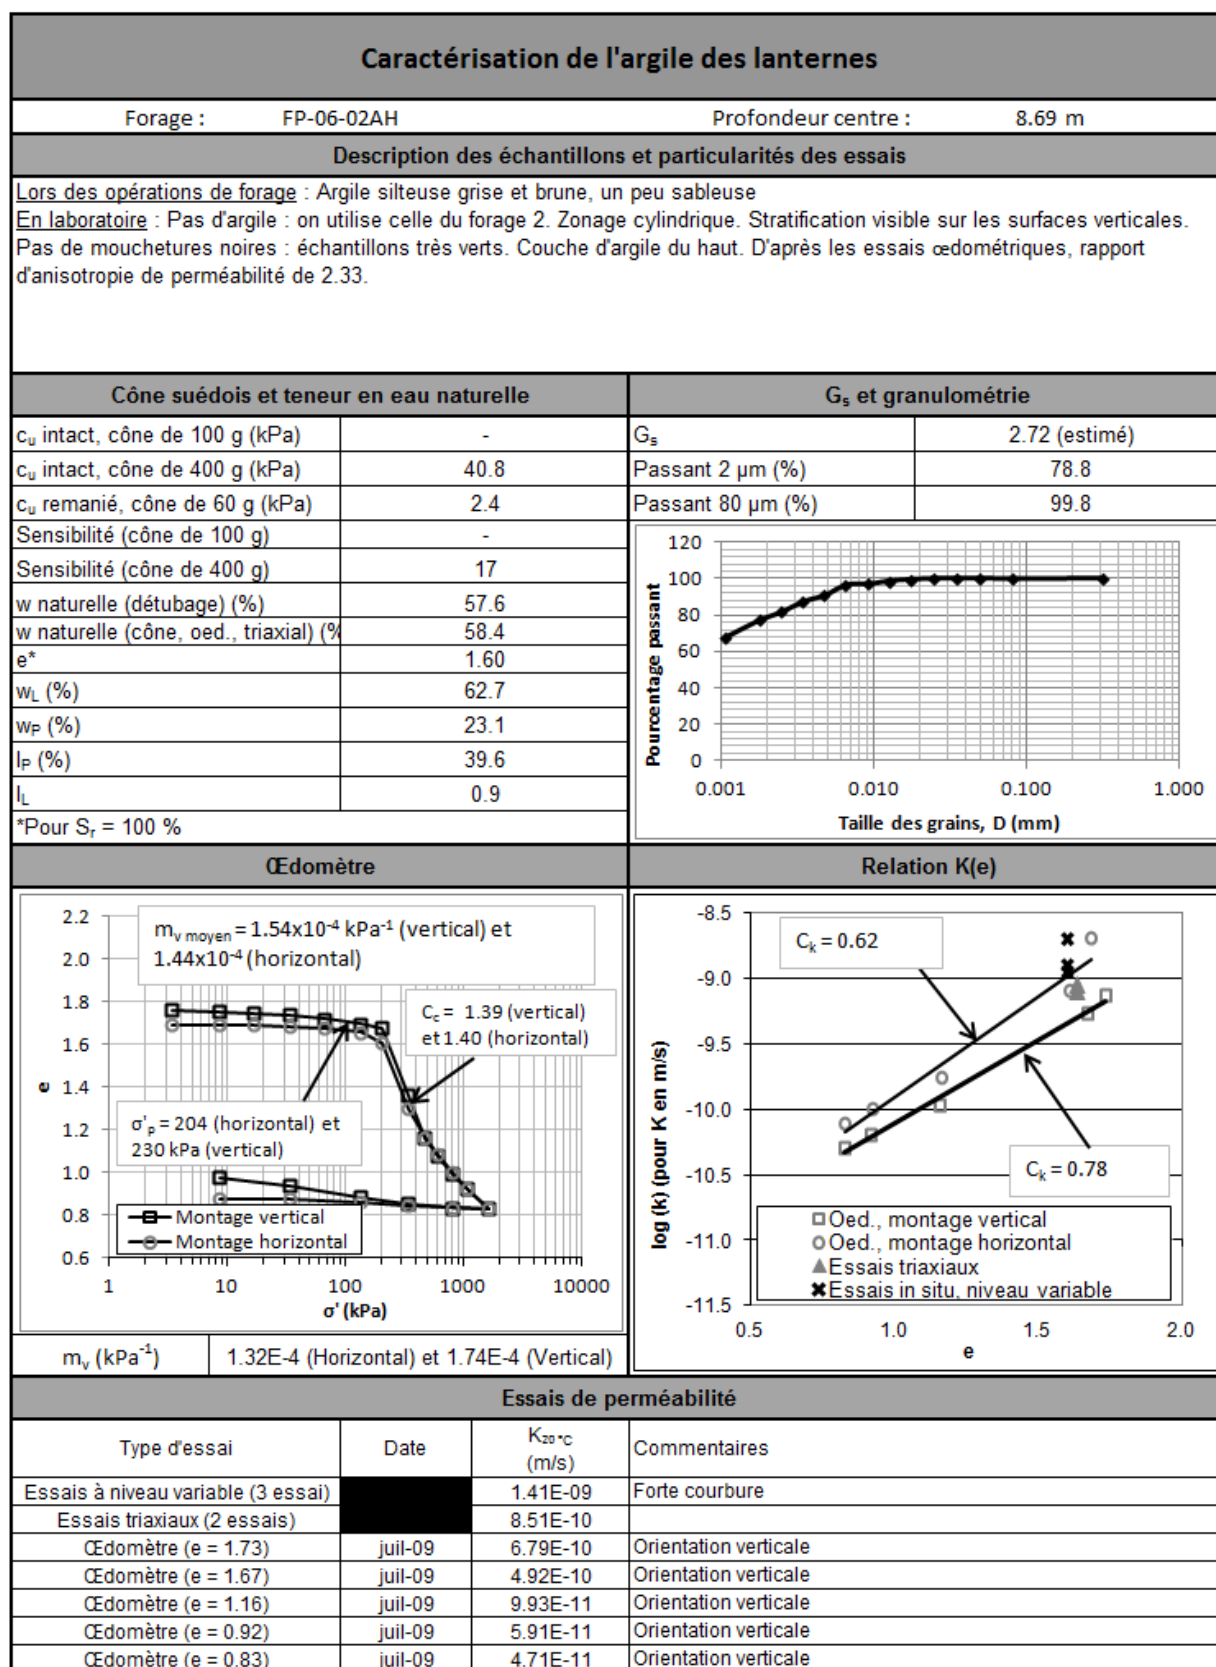 Caractérisation de l'argile des lanternes
Forage : FP-06-02AH Profondeur centre : 8.69 m
Description des échantillons et particularités des essais
Lors des opérations de forage : Argile silteuse grise et brune, un peu sableuse
En laboratoire : Pas d'argile : on utilise celle du forage 2. Zonage cylindrique. Stratification visible sur les surfaces verticales.
Pas de mouchetures noires : échantillons très verts. Couche d'argile du haut. D'après les essais œdométriques, rapport
d'anisotropie de perméabilité de 2.33.
Cône suédois et teneur en eau naturelle
cu intact, cône de 100 g (kPa) -
cu intact, cône de 400 g (kPa) 40.8
cu remanié, cône de 60 g (kPa) 2.4
Sensibilité (cône de 100 g) -
Sensibilité (cône de 400 g) 17
w naturelle (détubage) (%) 57.6
w naturelle (cône, oed., triaxial) (% 58.4
e* 1.60
wL (%) 62.7
wP (%) 23.1
IP (%) 39.6
IL 0.9
*Pour Sr = 100 %
Gs et granulométrie
Gs 2.72 (estimé)
Passant 2 µm (%) 78.8
Passant 80 µm (%) 99.8
120
100
80
60
40
20
0
Pourcentage passant
0.001 0.010 0.100 1.000
Taille des grains, D (mm)
Œdomètre
2.2
2.0
1.8
1.6
1.4
1.2
1.0
0.8
0.6
e
mv moyen = 1.54x10-4 kPa-1 (vertical) et
1.44x10-4 (horizontal)
Cc = 1.39 (vertical)
et 1.40 (horizontal)
σ'p = 204 (horizontal) et
230 kPa (vertical)
Montage vertical
Montage horizontal
1 10 100 1000 10000
σ' (kPa)
mv (kPa-1) 1.32E-4 (Horizontal) et 1.74E-4 (Vertical)
Relation K(e)
-8.5
-9.0
-9.5
-10.0
-10.5
-11.0
-11.5
log (k) (pour K en m/s)
Ck = 0.62
Ck = 0.78
Oed., montage vertical
Oed., montage horizontal
Essais triaxiaux
Essais in situ, niveau variable
0.5 1.0 1.5 2.0
e
Essais de perméabilité
Type d'essai Date K20°C (m/s) Commentaires
Essais à niveau variable (3 essai) 1.41E-09 Forte courbure
Essais triaxiaux (2 essais) 8.51E-10
Œdomètre (e = 1.73) juil-09 6.79E-10 Orientation verticale
Œdomètre (e = 1.67) juil-09 4.92E-10 Orientation verticale
Œdomètre (e = 1.16) juil-09 9.93E-11 Orientation verticale
Œdomètre (e = 0.92) juil-09 5.91E-11 Orientation verticale
Œdomètre (e = 0.83) juil-09 4.71E-11 Orientation verticale